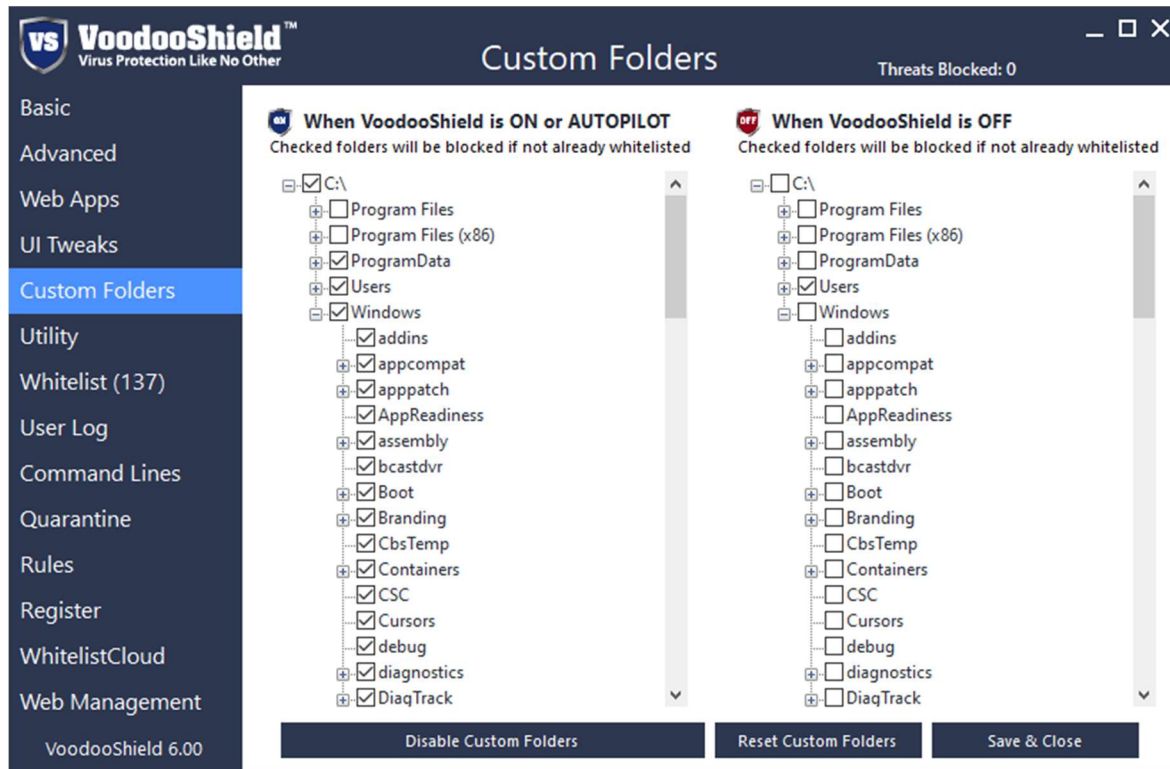 VS VoodooShield™
Virus Protection Like No Other
Custom Folders
Threats Blocked: 0
Basic
Advanced
Web Apps
UI Tweaks
Custom Folders
Utility
Whitelist (137)
User Log
Command Lines
Quarantine
Rules
Register
WhitelistCloud
Web Management
VoodooShield 6.00
ON When VoodooShield is ON or AUTOPILOT
Checked folders will be blocked if not already whitelisted
C:\
Program Files
Program Files (x86)
ProgramData
Users
Windows
addins
appcompat
apppatch
AppReadiness
assembly
bcastdvr
Boot
Branding
CbsTemp
Containers
CSC
Cursors
debug
diagnostics
DiagTrack
OFF When VoodooShield is OFF
Checked folders will be blocked if not already whitelisted
C:\
Program Files
Program Files (x86)
ProgramData
Users
Windows
addins
appcompat
apppatch
AppReadiness
assembly
bcastdvr
Boot
Branding
CbsTemp
Containers
CSC
Cursors
debug
diagnostics
DiagTrack
Disable Custom Folders
Reset Custom Folders
Save & Close